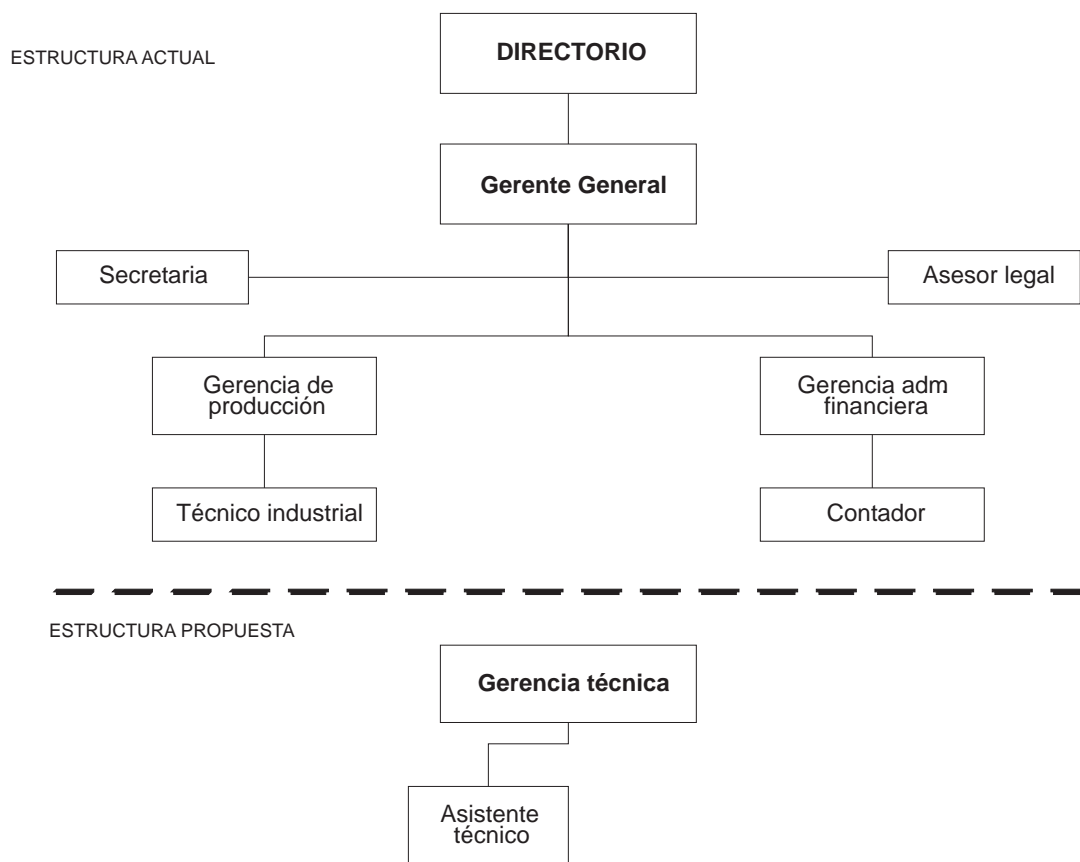 ESTRUCTURA ACTUAL
DIRECTORIO
Gerente General
Secretaria
Asesor legal
Gerencia de
producción
Gerencia adm
financiera
Técnico industrial
Contador
ESTRUCTURA PROPUESTA
Gerencia técnica
Asistente
técnico